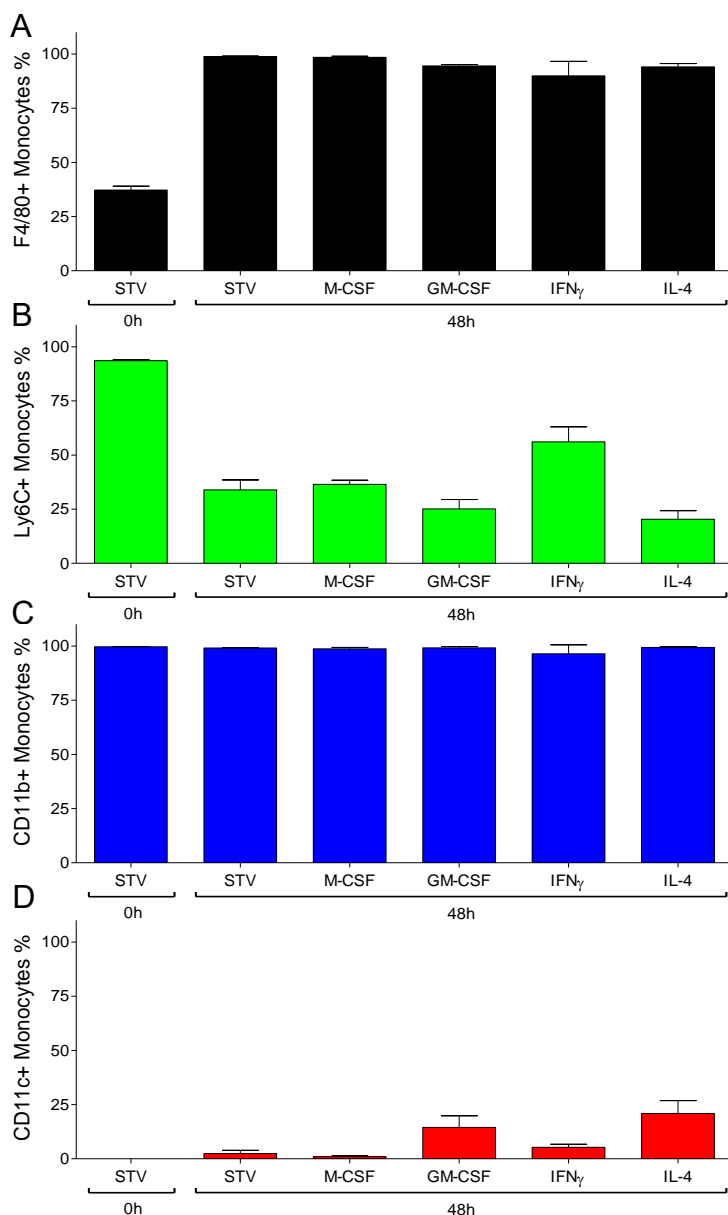 A
F4/80+ Monocytes %
100
75
50
25
0
STV STV M-CSF GM-CSF IFNγ IL-4
0h 48h
B
Ly6C+ Monocytes %
100
75
50
25
0
STV STV M-CSF GM-CSF IFNγ IL-4
0h 48h
C
CD11b+ Monocytes %
100
75
50
25
0
STV STV M-CSF GM-CSF IFNγ IL-4
0h 48h
D
CD11c+ Monocytes %
100
75
50
25
0
STV STV M-CSF GM-CSF IFNγ IL-4
0h 48h